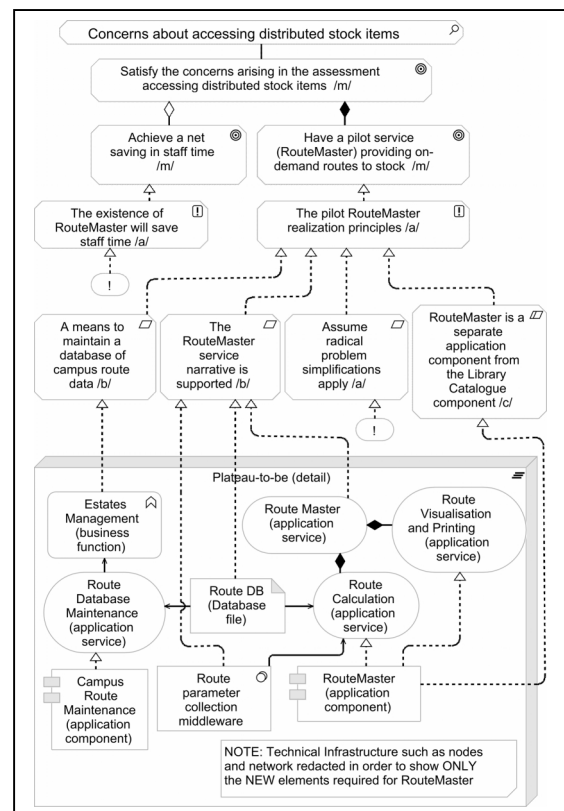 Concerns about accessing distributed stock items
Satisfy the concerns arising in the assessment
accessing distributed stock items /m/
Achieve a net
saving in staff time
/m/
Have a pilot service
(RouteMaster) providing on-
demand routes to stock /m/
The existence of
RouteMaster will save
staff time /a/
!
The pilot RouteMaster
realization principles /a/
!
!
A means to
maintain a
database of
campus route
data /b/
The
RouteMaster
service
narrative is
supported /b/
Assume
radical
problem
simplifications
apply /a/
RouteMaster is a
separate
application
component from
the Library
Catalogue
component /c/
!
Plateau-to-be (detail)
Estates
Management
(business
function)
Route Master
(application
service)
Route
Visualisation
and Printing
(application
service)
Route
Database
Maintenance
(application
service)
Route DB
(Database
file)
Route
Calculation
(application
service)
Campus
Route
Maintenance
(application
component)
Route
parameter
collection
middleware
RouteMaster
(application
component)
NOTE: Technical Infrastructure such as nodes
and network redacted in order to show ONLY
the NEW elements required for RouteMaster